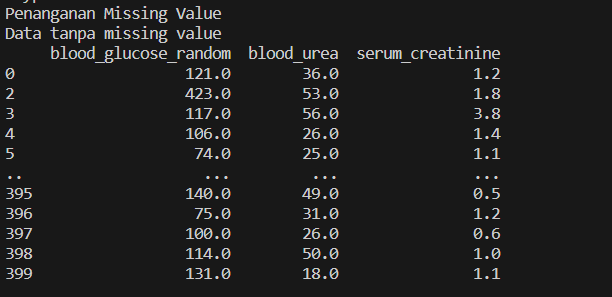 Penanganan Missing Value
Data tanpa missing value
blood_glucose_random blood_urea serum_creatinine
0 121.0 36.0 1.2
2 423.0 53.0 1.8
3 117.0 56.0 3.8
4 106.0 26.0 1.4
5 74.0 25.0 1.1
.. ... ... ...
395 140.0 49.0 0.5
396 75.0 31.0 1.2
397 100.0 26.0 0.6
398 114.0 50.0 1.0
399 131.0 18.0 1.1